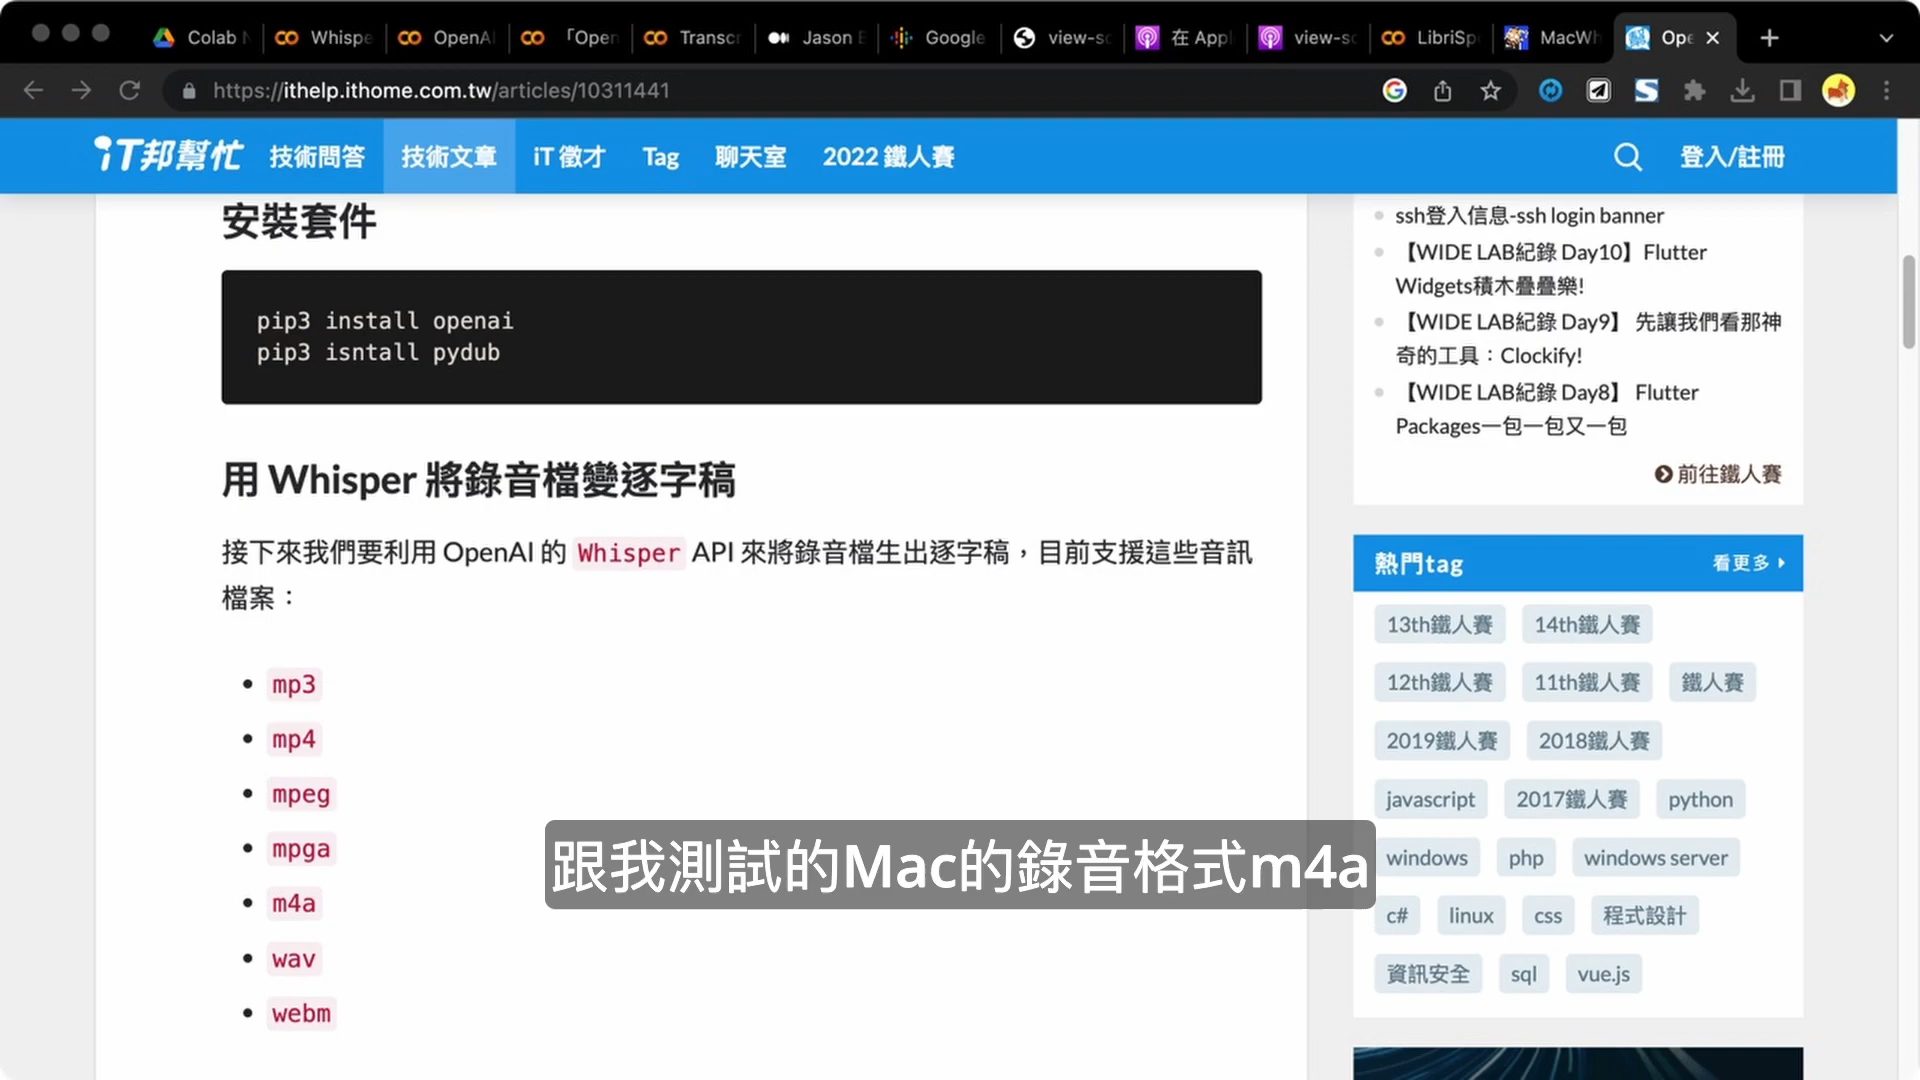 Colab
Whispe
OpenAI
「Open
Transcr
Jason
Google
view-so
在 Appl
view-so
LibriSp
MacWh
Ope
https://ithelp.ithome.com.tw/articles/10311441
iT邦幫忙
技術問答
技術文章
iT 徵才
Tag
聊天室
2022 鐵人賽
登入/註冊
安裝套件
pip3 install openai
pip3 isntall pydub
用 Whisper 將錄音檔變逐字稿
接下來我們要利用 OpenAI 的 Whisper API 來將錄音檔生出逐字稿，目前支援這些音訊
檔案：
mp3
mp4
mpeg
mpga
m4a
wav
webm
跟我測試的Mac的錄音格式m4a
ssh登入信息-ssh login banner
【WIDE LAB紀錄 Day10】Flutter
Widgets積木疊疊樂!
【WIDE LAB紀錄 Day9】 先讓我們看那神
奇的工具：Clockify!
【WIDE LAB紀錄 Day8】 Flutter
Packages一包一包又一包
前往鐵人賽
熱門tag
看更多
13th鐵人賽 14th鐵人賽
12th鐵人賽 11th鐵人賽 鐵人賽
2019鐵人賽 2018鐵人賽
javascript 2017鐵人賽 python
windows php windows server
c# linux css 程式設計
資訊安全 sql vue.js